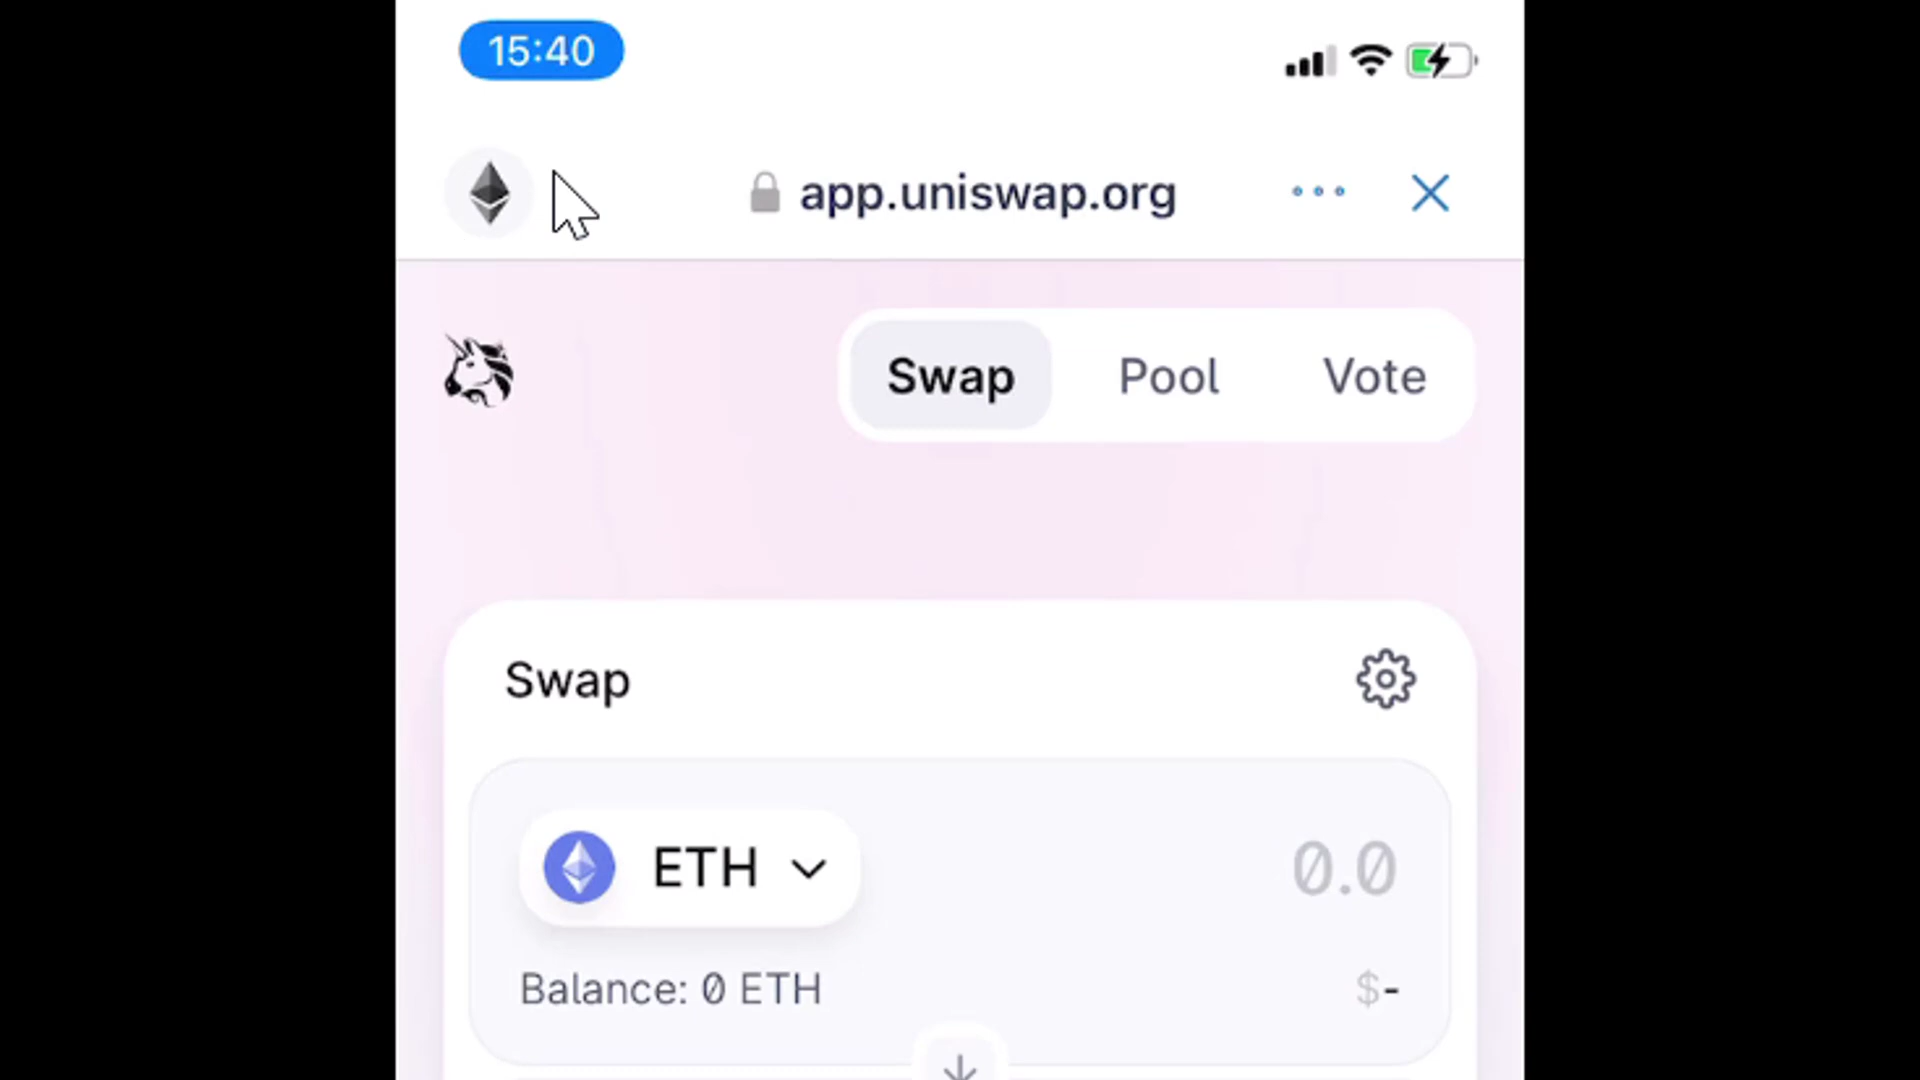 15:40
app.uniswap.org
Swap Pool Vote
Swap
ETH 0.0
Balance: 0 ETH $-